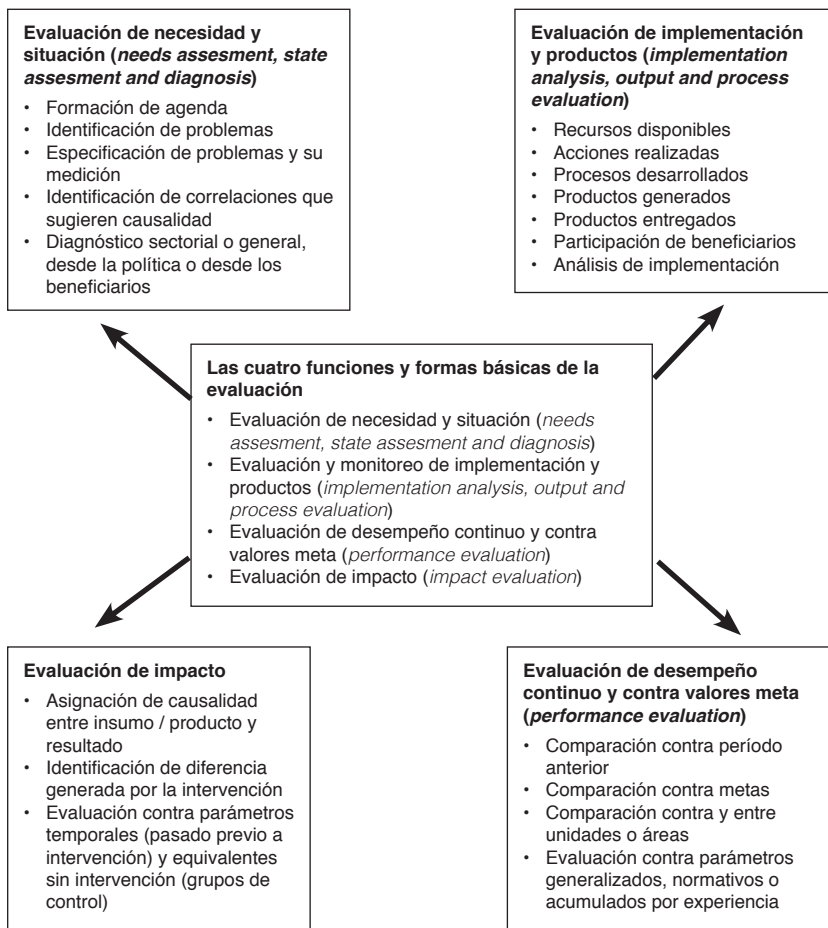 Evaluación de necesidad y
situación (needs assesment, state
assesment and diagnosis)
• Formación de agenda
• Identificación de problemas
• Especificación de problemas y su
medición
• Identificación de correlaciones que
sugieren causalidad
• Diagnóstico sectorial o general,
desde la política o desde los
beneficiarios
Evaluación de implementación
y productos (implementation
analysis, output and process
evaluation)
• Recursos disponibles
• Acciones realizadas
• Procesos desarrollados
• Productos generados
• Productos entregados
• Participación de beneficiarios
• Análisis de implementación
Las cuatro funciones y formas básicas de la
evaluación
• Evaluación de necesidad y situación (needs
assesment, state assesment and diagnosis)
• Evaluación y monitoreo de implementación y
productos (implementation analysis, output and
process evaluation)
• Evaluación de desempeño continuo y contra
valores meta (performance evaluation)
• Evaluación de impacto (impact evaluation)
Evaluación de impacto
• Asignación de causalidad
entre insumo / producto y
resultado
• Identificación de diferencia
generada por la intervención
• Evaluación contra parámetros
temporales (pasado previo a
intervención) y equivalentes
sin intervención (grupos de
control)
Evaluación de desempeño
continuo y contra valores meta
(performance evaluation)
• Comparación contra período
anterior
• Comparación contra metas
• Comparación contra y entre
unidades o áreas
• Evaluación contra parámetros
generalizados, normativos o
acumulados por experiencia